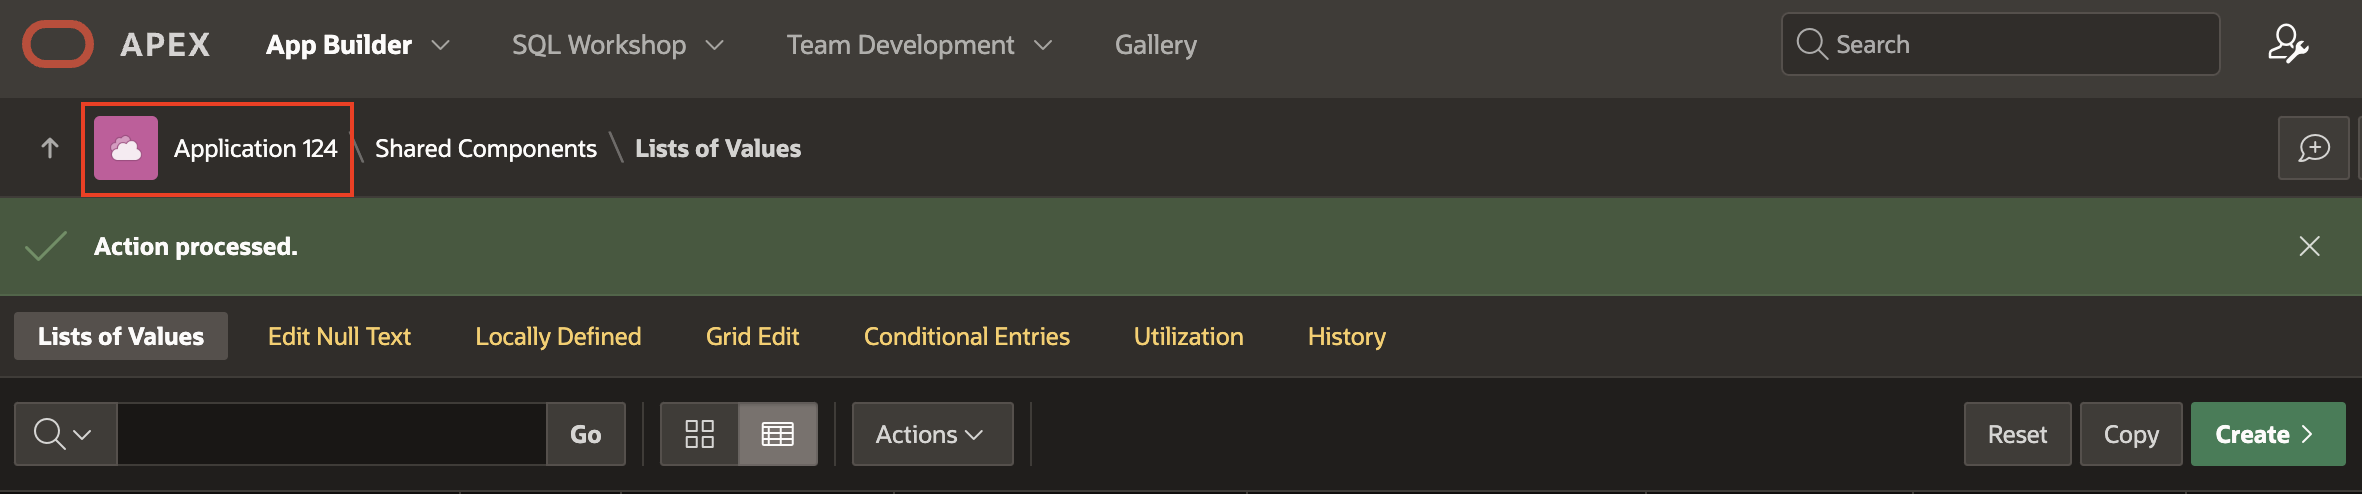 APEX App Builder SQL Workshop Team Development Gallery Search
Application 124 \ Shared Components \ Lists of Values
Action processed.
Lists of Values Edit Null Text Locally Defined Grid Edit Conditional Entries Utilization History
Go Actions Reset Copy Create